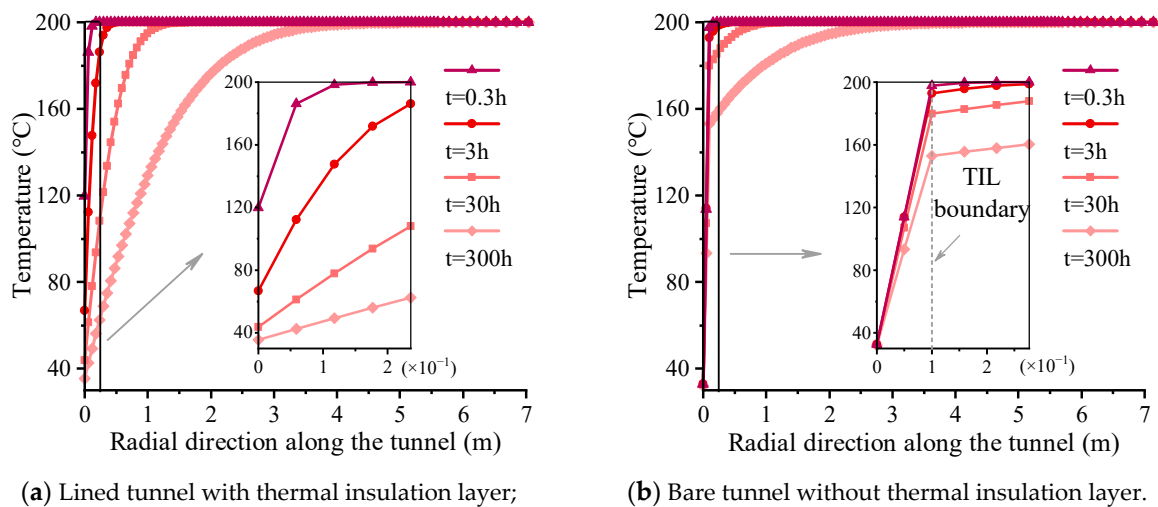 200
160
120
80
40
Temperature (℃)
0 1 2 3 4 5 6 7
Radial direction along the tunnel (m)
200
160
120
80
40
0 1 2 (×10⁻¹)
t=0.3h
t=3h
t=30h
t=300h
(a) Lined tunnel with thermal insulation layer;
200
160
120
80
40
Temperature (℃)
0 1 2 3 4 5 6 7
Radial direction along the tunnel (m)
200
160
120
80
40
0 1 2 (×10⁻¹)
TIL
boundary
t=0.3h
t=3h
t=30h
t=300h
(b) Bare tunnel without thermal insulation layer.